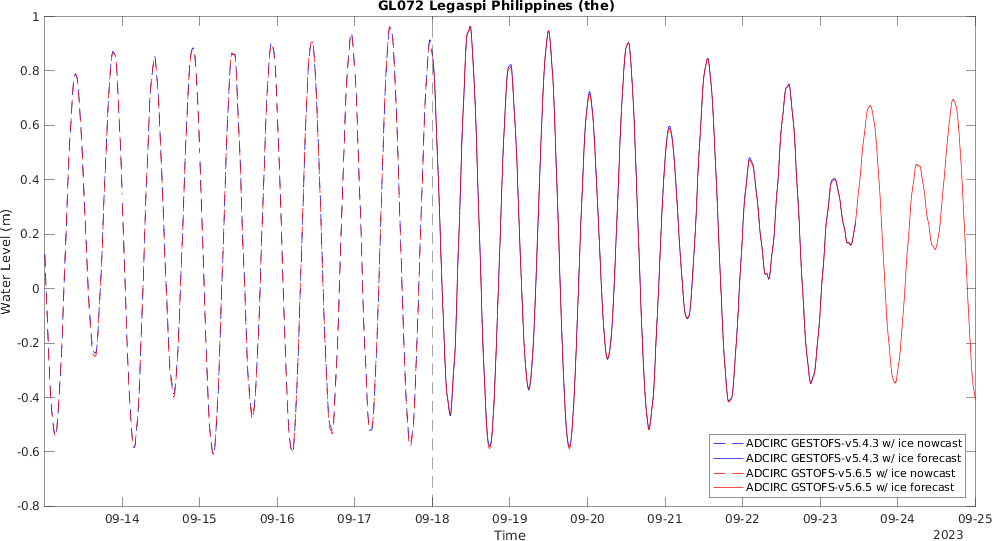 GL072 Legaspi Philippines (the)
1
0.8
0.6
0.4
0.2
0
-0.2
-0.4
-0.6
-0.8
Water Level (m)
09-14 09-15 09-16 09-17 09-18 09-19 09-20 09-21 09-22 09-23 09-24 09-25
Time
2023
ADCIRC GESTOFS-v5.4.3 w/ ice nowcast
ADCIRC GESTOFS-v5.4.3 w/ ice forecast
ADCIRC GSTOFS-v5.6.5 w/ ice nowcast
ADCIRC GSTOFS-v5.6.5 w/ ice forecast